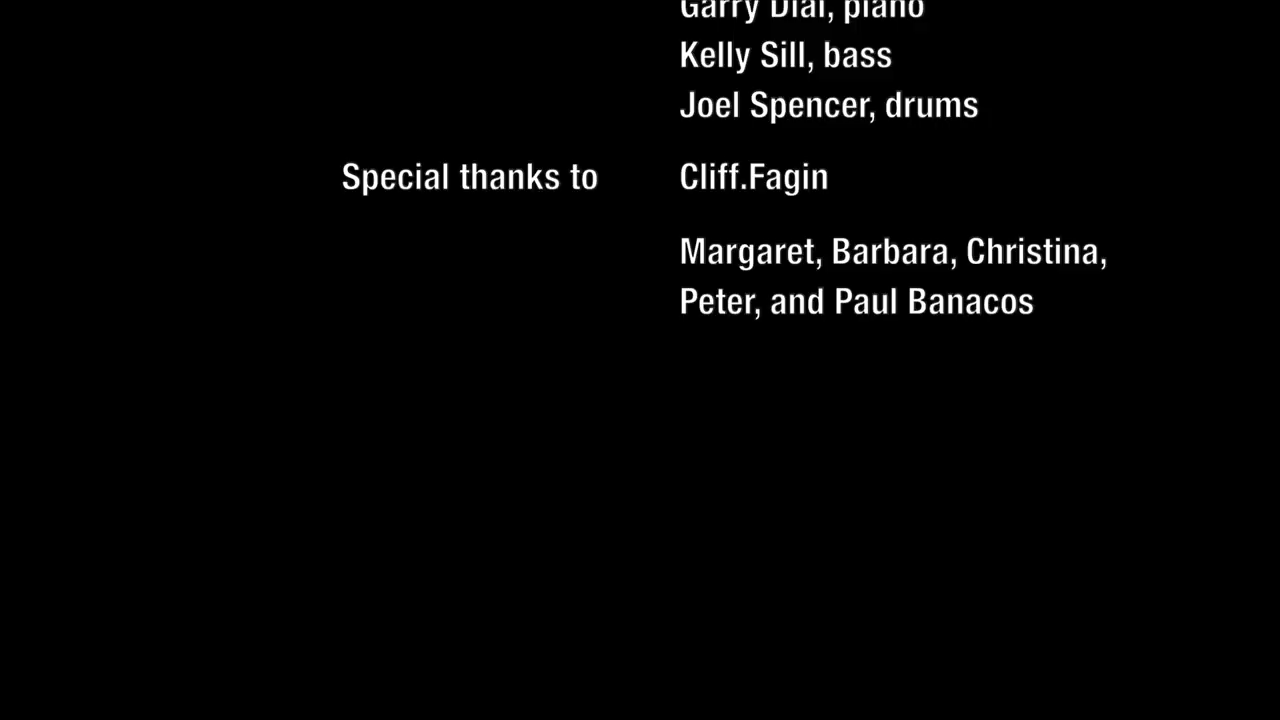 Garry Dial, piano
Kelly Sill, bass
Joel Spencer, drums
Special thanks to Cliff.Fagin
Margaret, Barbara, Christina,
Peter, and Paul Banacos